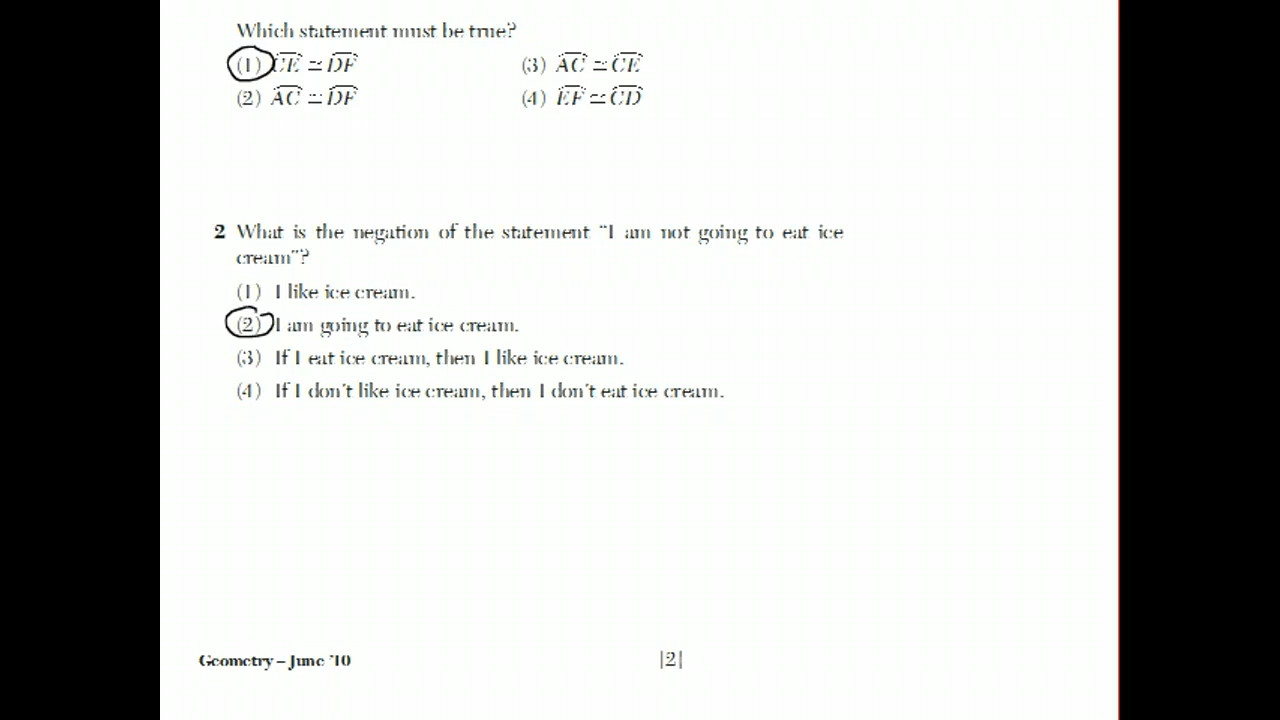 Which statement must be true?
(1) CE ≅ DF (3) AC ≅ CE
(2) AC ≅ DF (4) EF ≅ CD
2 What is the negation of the statement "I am not going to eat ice
cream"?
(1) I like ice cream.
(2) I am going to eat ice cream.
(3) If I eat ice cream, then I like ice cream.
(4) If I don't like ice cream, then I don't eat ice cream.
Geometry – June '10 [2]